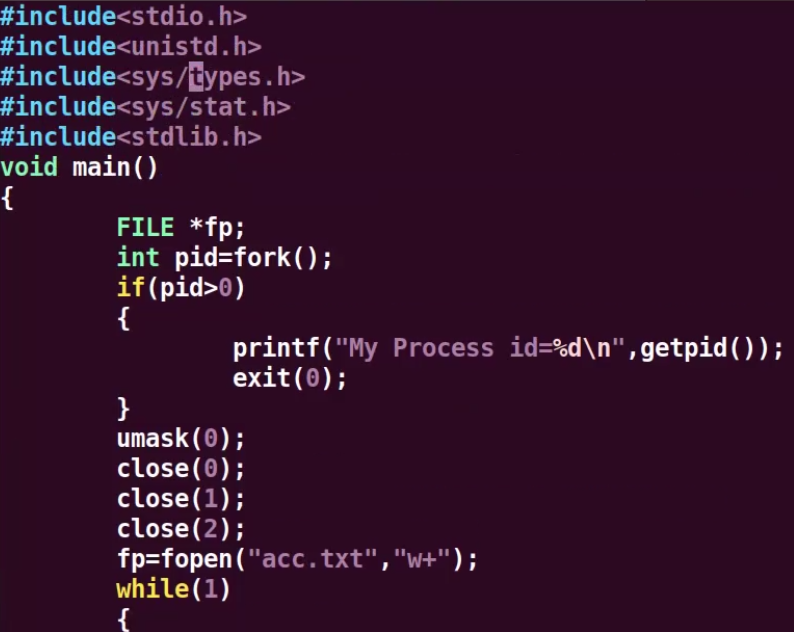 #include<stdio.h>
#include<unistd.h>
#include<sys/types.h>
#include<sys/stat.h>
#include<stdlib.h>
void main()
{
        FILE *fp;
        int pid=fork();
        if(pid>0)
        {
                printf("My Process id=%d\n",getpid());
                exit(0);
        }
        umask(0);
        close(0);
        close(1);
        close(2);
        fp=fopen("acc.txt","w+");
        while(1)
        {